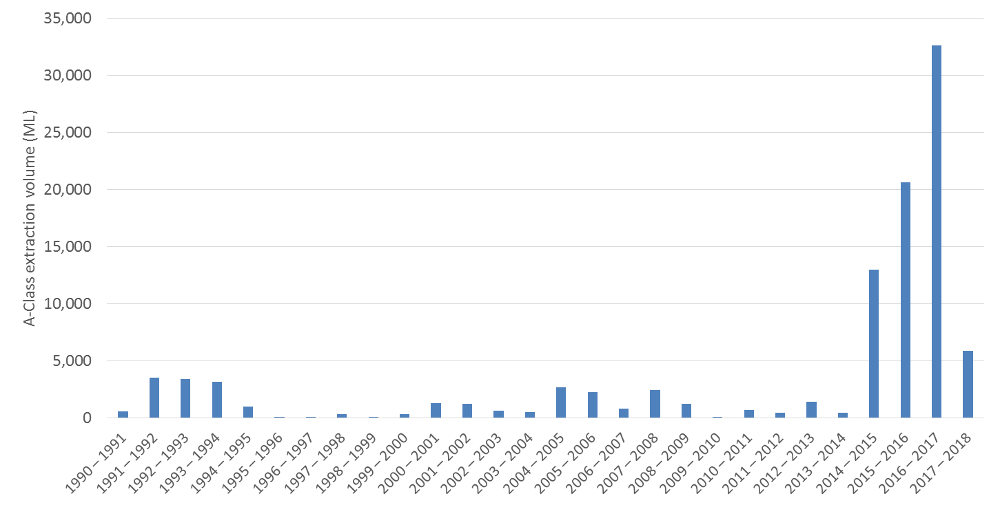 35,000
30,000
25,000
20,000
15,000
10,000
5,000
0
A-Class extraction volume (ML)
1990 – 1991
1991 – 1992
1992 – 1993
1993 – 1994
1994 – 1995
1995 – 1996
1996 – 1997
1997 – 1998
1998 – 1999
1999 – 2000
2000 – 2001
2001 – 2002
2002 – 2003
2003 – 2004
2004 – 2005
2005 – 2006
2006 – 2007
2007 – 2008
2008 – 2009
2009 – 2010
2010 – 2011
2011 – 2012
2012 – 2013
2013 – 2014
2014 – 2015
2015 – 2016
2016 – 2017
2017 – 2018